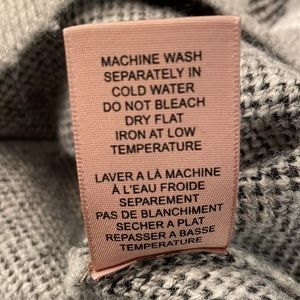 MACHINE WASH
SEPARATELY IN
COLD WATER
DO NOT BLEACH
DRY FLAT
IRON AT LOW
TEMPERATURE
LAVER A LÀ MACHINE
À L'EAU FROIDE
SEPAREMENT
PAS DE BLANCHIMENT
SECHER A PLAT
REPASSER A BASSE
TEMPERATURE